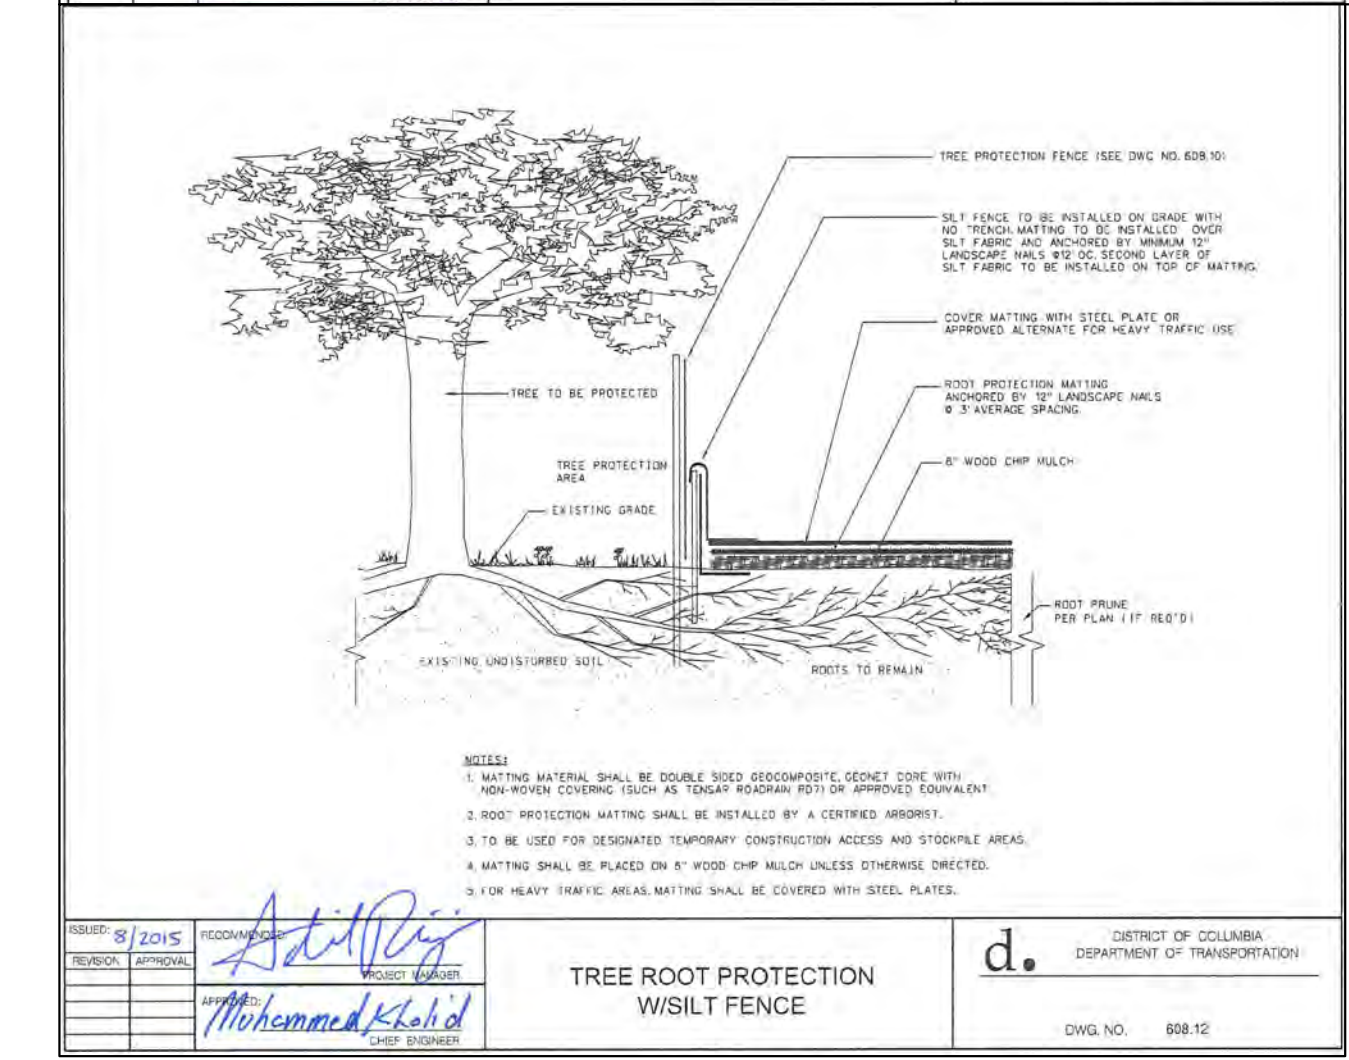 TREE PROTECTION FENCE (SEE DWG NO. 608.10)
SILT FENCE TO BE INSTALLED ON GRADE WITH
NO TRENCH. MATTING TO BE INSTALLED OVER
SILT FABRIC AND ANCHORED BY MINIMUM 12"
LANDSCAPE NAILS @12' OC. SECOND LAYER OF
SILT FABRIC TO BE INSTALLED ON TOP OF MATTING.
COVER MATTING WITH STEEL PLATE OR
APPROVED ALTERNATE FOR HEAVY TRAFFIC USE
TREE TO BE PROTECTED
ROOT PROTECTION MATTING
ANCHORED BY 12" LANDSCAPE NAILS
@ 3' AVERAGE SPACING
TREE PROTECTION
AREA
WOOD CHIP MULCH
EXISTING GRADE
ROOT PRUNE
PER PLAN (IF REQ'D)
EXISTING UNDISTURBED SOIL
ROOTS TO REMAIN
NOTES:
1. MATTING MATERIAL SHALL BE DOUBLE SIDED GEOCOMPOSITE, GEONET CORE WITH
NON-WOVEN COVERING (SUCH AS TENSAR ROADRAIN RD7) OR APPROVED EQUIVALENT
2. ROOT PROTECTION MATTING SHALL BE INSTALLED BY A CERTIFIED ARBORIST.
3. TO BE USED FOR DESIGNATED TEMPORARY CONSTRUCTION ACCESS AND STOCKPILE AREAS.
4. MATTING SHALL BE PLACED ON WOOD CHIP MULCH UNLESS OTHERWISE DIRECTED.
5. FOR HEAVY TRAFFIC AREAS, MATTING SHALL BE COVERED WITH STEEL PLATES.
ISSUED: 8/2015
REVISION APPROVAL
RECOMMENDED:
PROJECT MANAGER
APPROVED:
Muhammed Khalid
CHIEF ENGINEER
TREE ROOT PROTECTION
W/SILT FENCE
d.
DISTRICT OF COLUMBIA
DEPARTMENT OF TRANSPORTATION
DWG. NO. 608.12